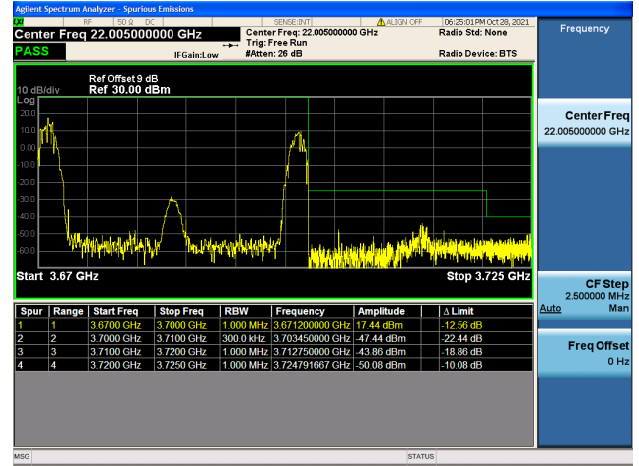 Agilent Spectrum Analyzer - Spurious Emissions
LXI RF 50 Ω DC SENSE:INT ALIGN OFF 06:25:01 PM Oct 28, 2021
Center Freq 22.005000000 GHz Center Freq: 22.005000000 GHz Radio Std: None Frequency
Trig: Free Run
PASS IFGain:Low #Atten: 26 dB Radio Device: BTS
Ref Offset 9 dB
10 dB/div Ref 30.00 dBm
Log
20.0
10.0
0.00
-10.0
-20.0
-30.0
-40.0
-50.0
-60.0
Start 3.67 GHz Stop 3.725 GHz
Center Freq
22.005000000 GHz
CF Step
2.500000 MHz
Auto Man
Freq Offset
0 Hz
Spur Range Start Freq Stop Freq RBW Frequency Amplitude Δ Limit
1 1 3.6700 GHz 3.7000 GHz 1.000 MHz 3.671200000 GHz 17.44 dBm -12.56 dB
2 2 3.7000 GHz 3.7100 GHz 300.0 kHz 3.703450000 GHz -47.44 dBm -22.44 dB
3 3 3.7100 GHz 3.7200 GHz 1.000 MHz 3.712750000 GHz -43.86 dBm -18.86 dB
4 4 3.7200 GHz 3.7250 GHz 1.000 MHz 3.724791667 GHz -50.08 dBm -10.08 dB
MSG STATUS